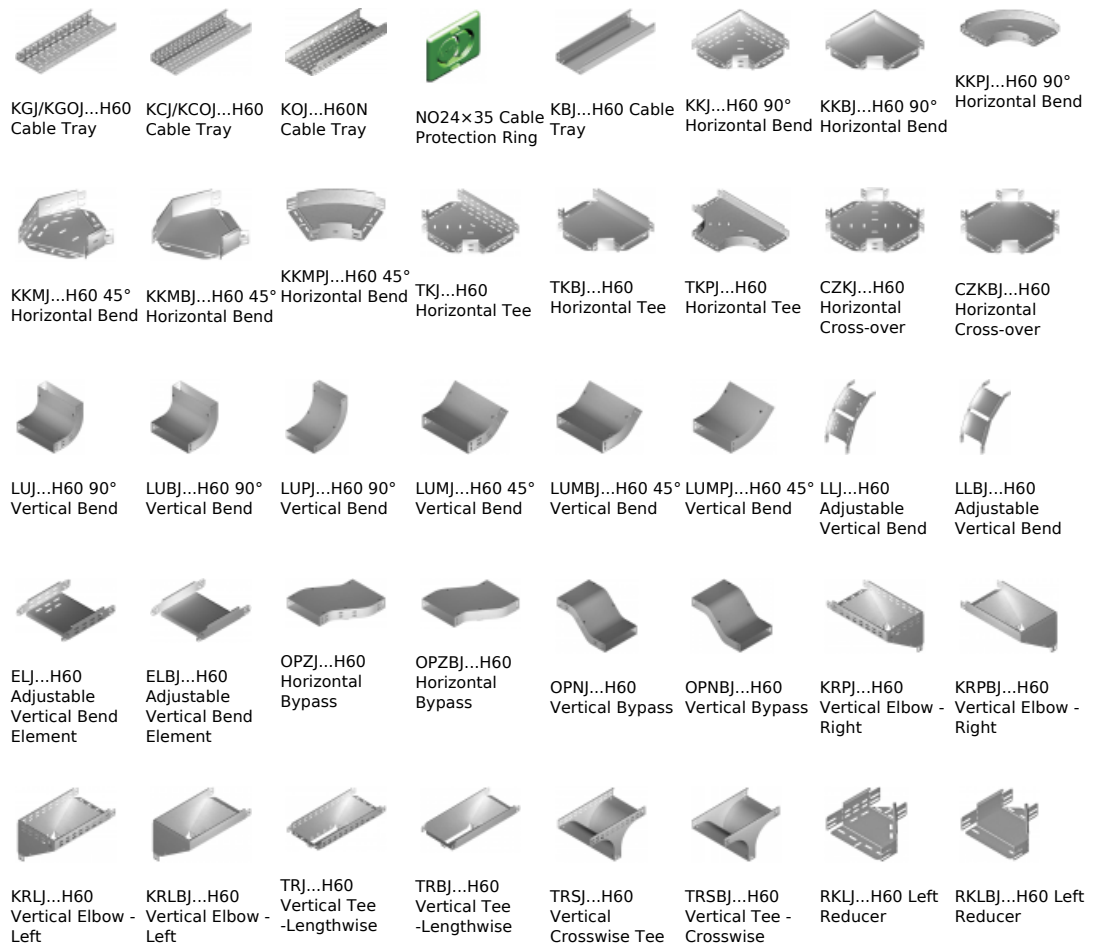 KGJ/KGOJ...H60
Cable Tray
KCJ/KCOJ...H60
Cable Tray
KOJ...H60N
Cable Tray
NO24×35 Cable
Protection Ring
KBJ...H60 Cable
Tray
KKJ...H60 90°
Horizontal Bend
KKBJ...H60 90°
Horizontal Bend
KKPJ...H60 90°
Horizontal Bend
KKMJ...H60 45°
Horizontal Bend
KKMBJ...H60 45°
Horizontal Bend
KKMPJ...H60 45°
Horizontal Bend
TKJ...H60
Horizontal Tee
TKBJ...H60
Horizontal Tee
TKPJ...H60
Horizontal Tee
CZKJ...H60
Horizontal
Cross-over
CZKBJ...H60
Horizontal
Cross-over
LUJ...H60 90°
Vertical Bend
LUBJ...H60 90°
Vertical Bend
LUPJ...H60 90°
Vertical Bend
LUMJ...H60 45°
Vertical Bend
LUMBJ...H60 45°
Vertical Bend
LUMPJ...H60 45°
Vertical Bend
LLJ...H60
Adjustable
Vertical Bend
LLBJ...H60
Adjustable
Vertical Bend
ELJ...H60
Adjustable
Vertical Bend
Element
ELBJ...H60
Adjustable
Vertical Bend
Element
OPZJ...H60
Horizontal
Bypass
OPZBJ...H60
Horizontal
Bypass
OPNJ...H60
Vertical Bypass
OPNBJ...H60
Vertical Bypass
KRPJ...H60
Vertical Elbow -
Right
KRPBJ...H60
Vertical Elbow -
Right
KRLJ...H60
Vertical Elbow -
Left
KRLBJ...H60
Vertical Elbow -
Left
TRJ...H60
Vertical Tee
-Lengthwise
TRBJ...H60
Vertical Tee
-Lengthwise
TRSJ...H60
Vertical
Crosswise Tee
TRSBJ...H60
Vertical Tee -
Crosswise
RKLJ...H60 Left
Reducer
RKLBJ...H60 Left
Reducer